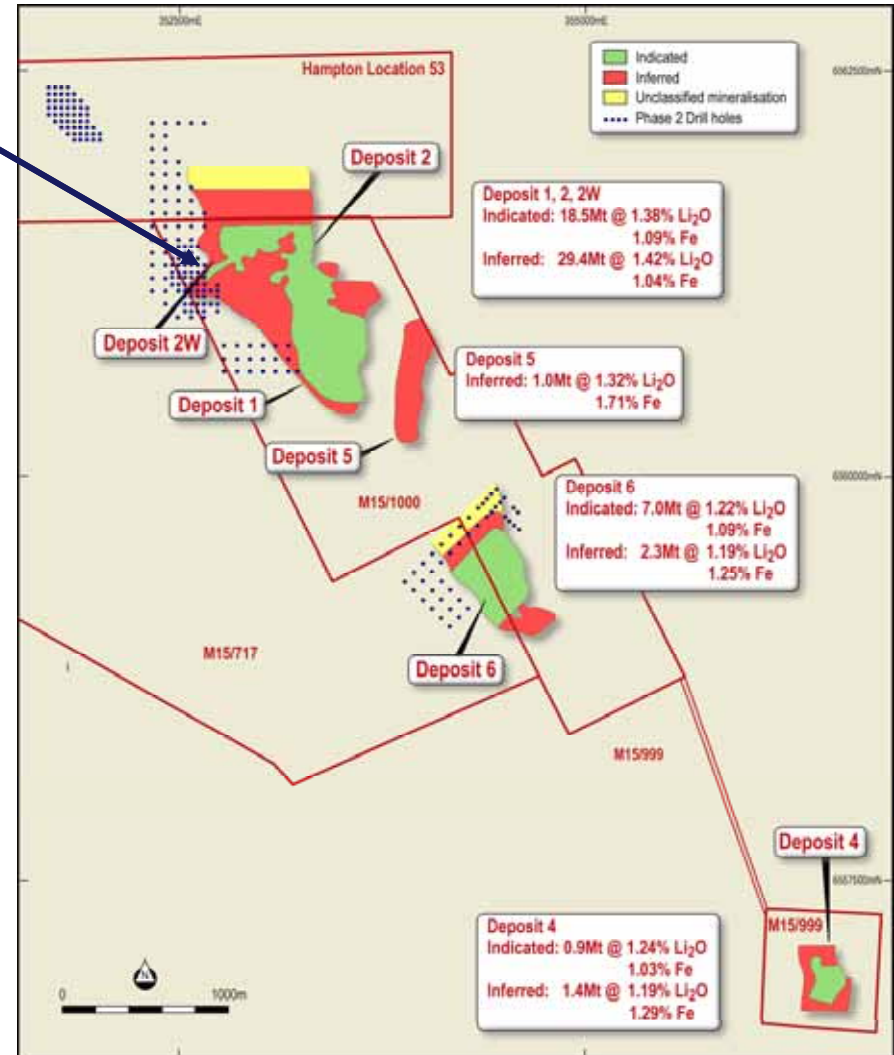 352500mE
355000mE
6562500mN
Hampton Location 53
Indicated
Inferred
Unclassified mineralisation
Phase 2 Drill holes
Deposit 2
Deposit 1, 2, 2W
Indicated: 18.5Mt @ 1.38% Li₂O
1.09% Fe
Inferred: 29.4Mt @ 1.42% Li₂O
1.04% Fe
Deposit 2W
Deposit 5
Inferred: 1.0Mt @ 1.32% Li₂O
1.71% Fe
Deposit 1
Deposit 5
6560000mN
M15/1000
Deposit 6
Indicated: 7.0Mt @ 1.22% Li₂O
1.09% Fe
Inferred: 2.3Mt @ 1.19% Li₂O
1.25% Fe
M15/717
Deposit 6
M15/999
Deposit 4
6557500mN
M15/999
Deposit 4
Indicated: 0.9Mt @ 1.24% Li₂O
1.03% Fe
Inferred: 1.4Mt @ 1.19% Li₂O
1.29% Fe
N
0
1000m